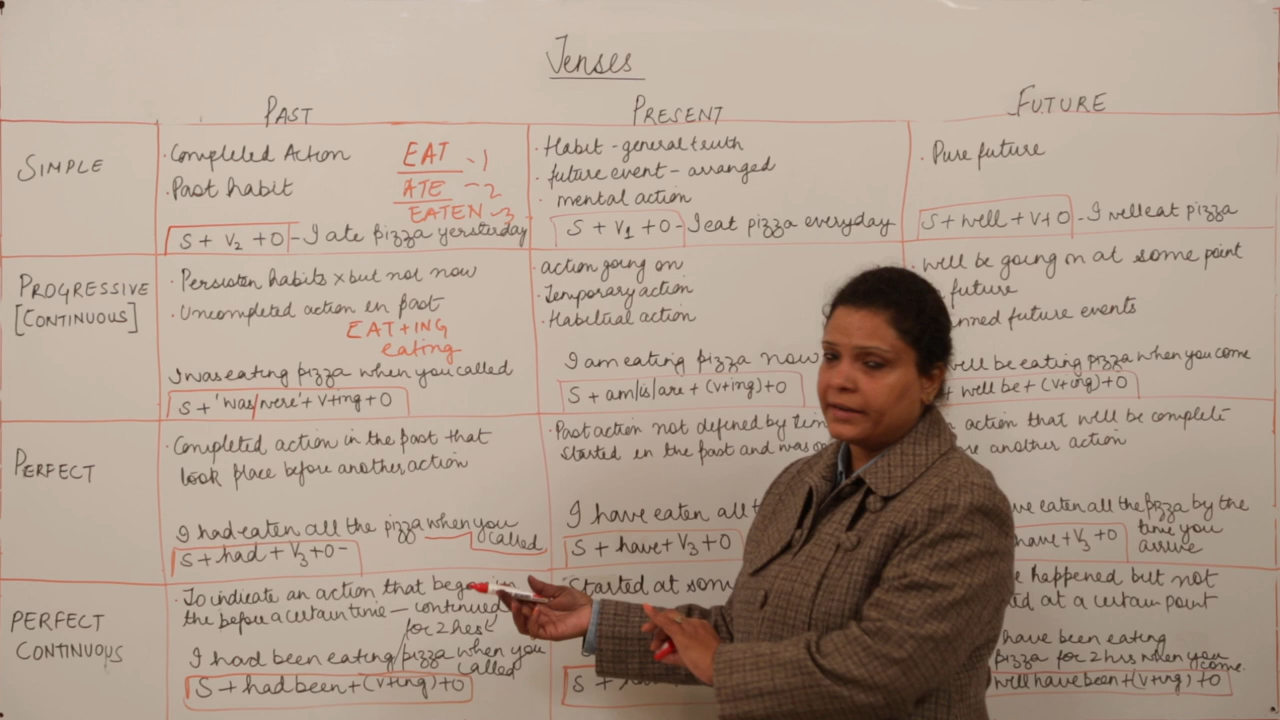 Tenses
PAST
PRESENT
FUTURE
SIMPLE
· Completed Action
· Past habit
EAT - 1
ATE - 2
EATEN - 3
S + V2 + O - I ate pizza yersterday
· Habit - general truth
· future event - arranged
· mental action
S + V1 + O - I eat pizza everyday
· Pure future
S + will + V + O - I will eat pizza
PROGRESSIVE
[CONTINUOUS]
· Persisten habits x but not now
· Uncompleted action in past
EAT + ING
eating
I was eating pizza when you called
S + 'was/were' + V+ing + O
· action going on
· Temporary action
· Habitual action
I am eating pizza now
S + am/is/are + (v+ing) + O
· will be going on at some point
future
future events
will be eating pizza when you come
+ will be + (v+ing) + O
PERFECT
· Completed action in the past that
took place before another action
I had eaten all the pizza when you
called
S + had + V3 + O -
· Past action not defined by
started in the past and was
I have eaten all
S + have + V3 + O
action that will be complete
another action
eaten all the pizza by the
time you
arrive
have + V3 + O
PERFECT
CONTINUOUS
· To indicate an action that
the before a certain time — continued
for 2 hrs
I had been eating/pizza when you
called
S + had been + (v+ing) + O
Started at
S +
happened but not
at a certain point
have been eating
pizza for 2 hrs when you
come.
will have been + (v+ing) + O